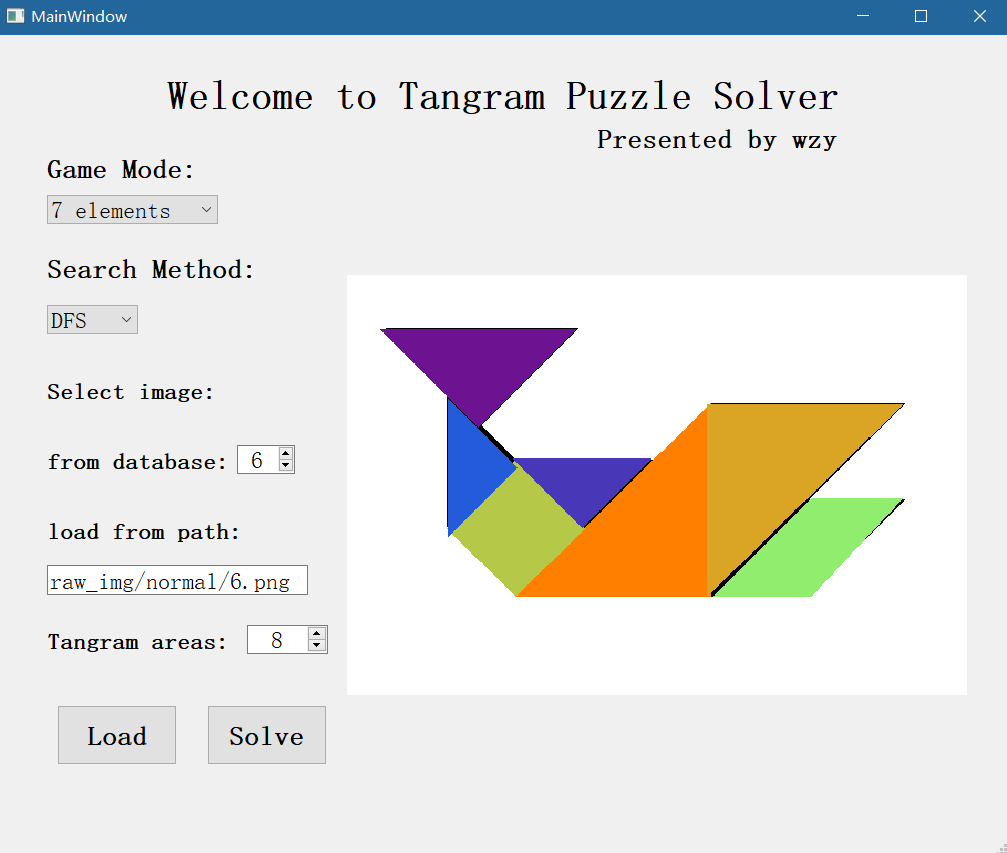 MainWindow
Welcome to Tangram Puzzle Solver
Presented by wzy
Game Mode:
7 elements
Search Method:
DFS
Select image:
from database: 6
load from path:
raw_img/normal/6.png
Tangram areas: 8
Load Solve